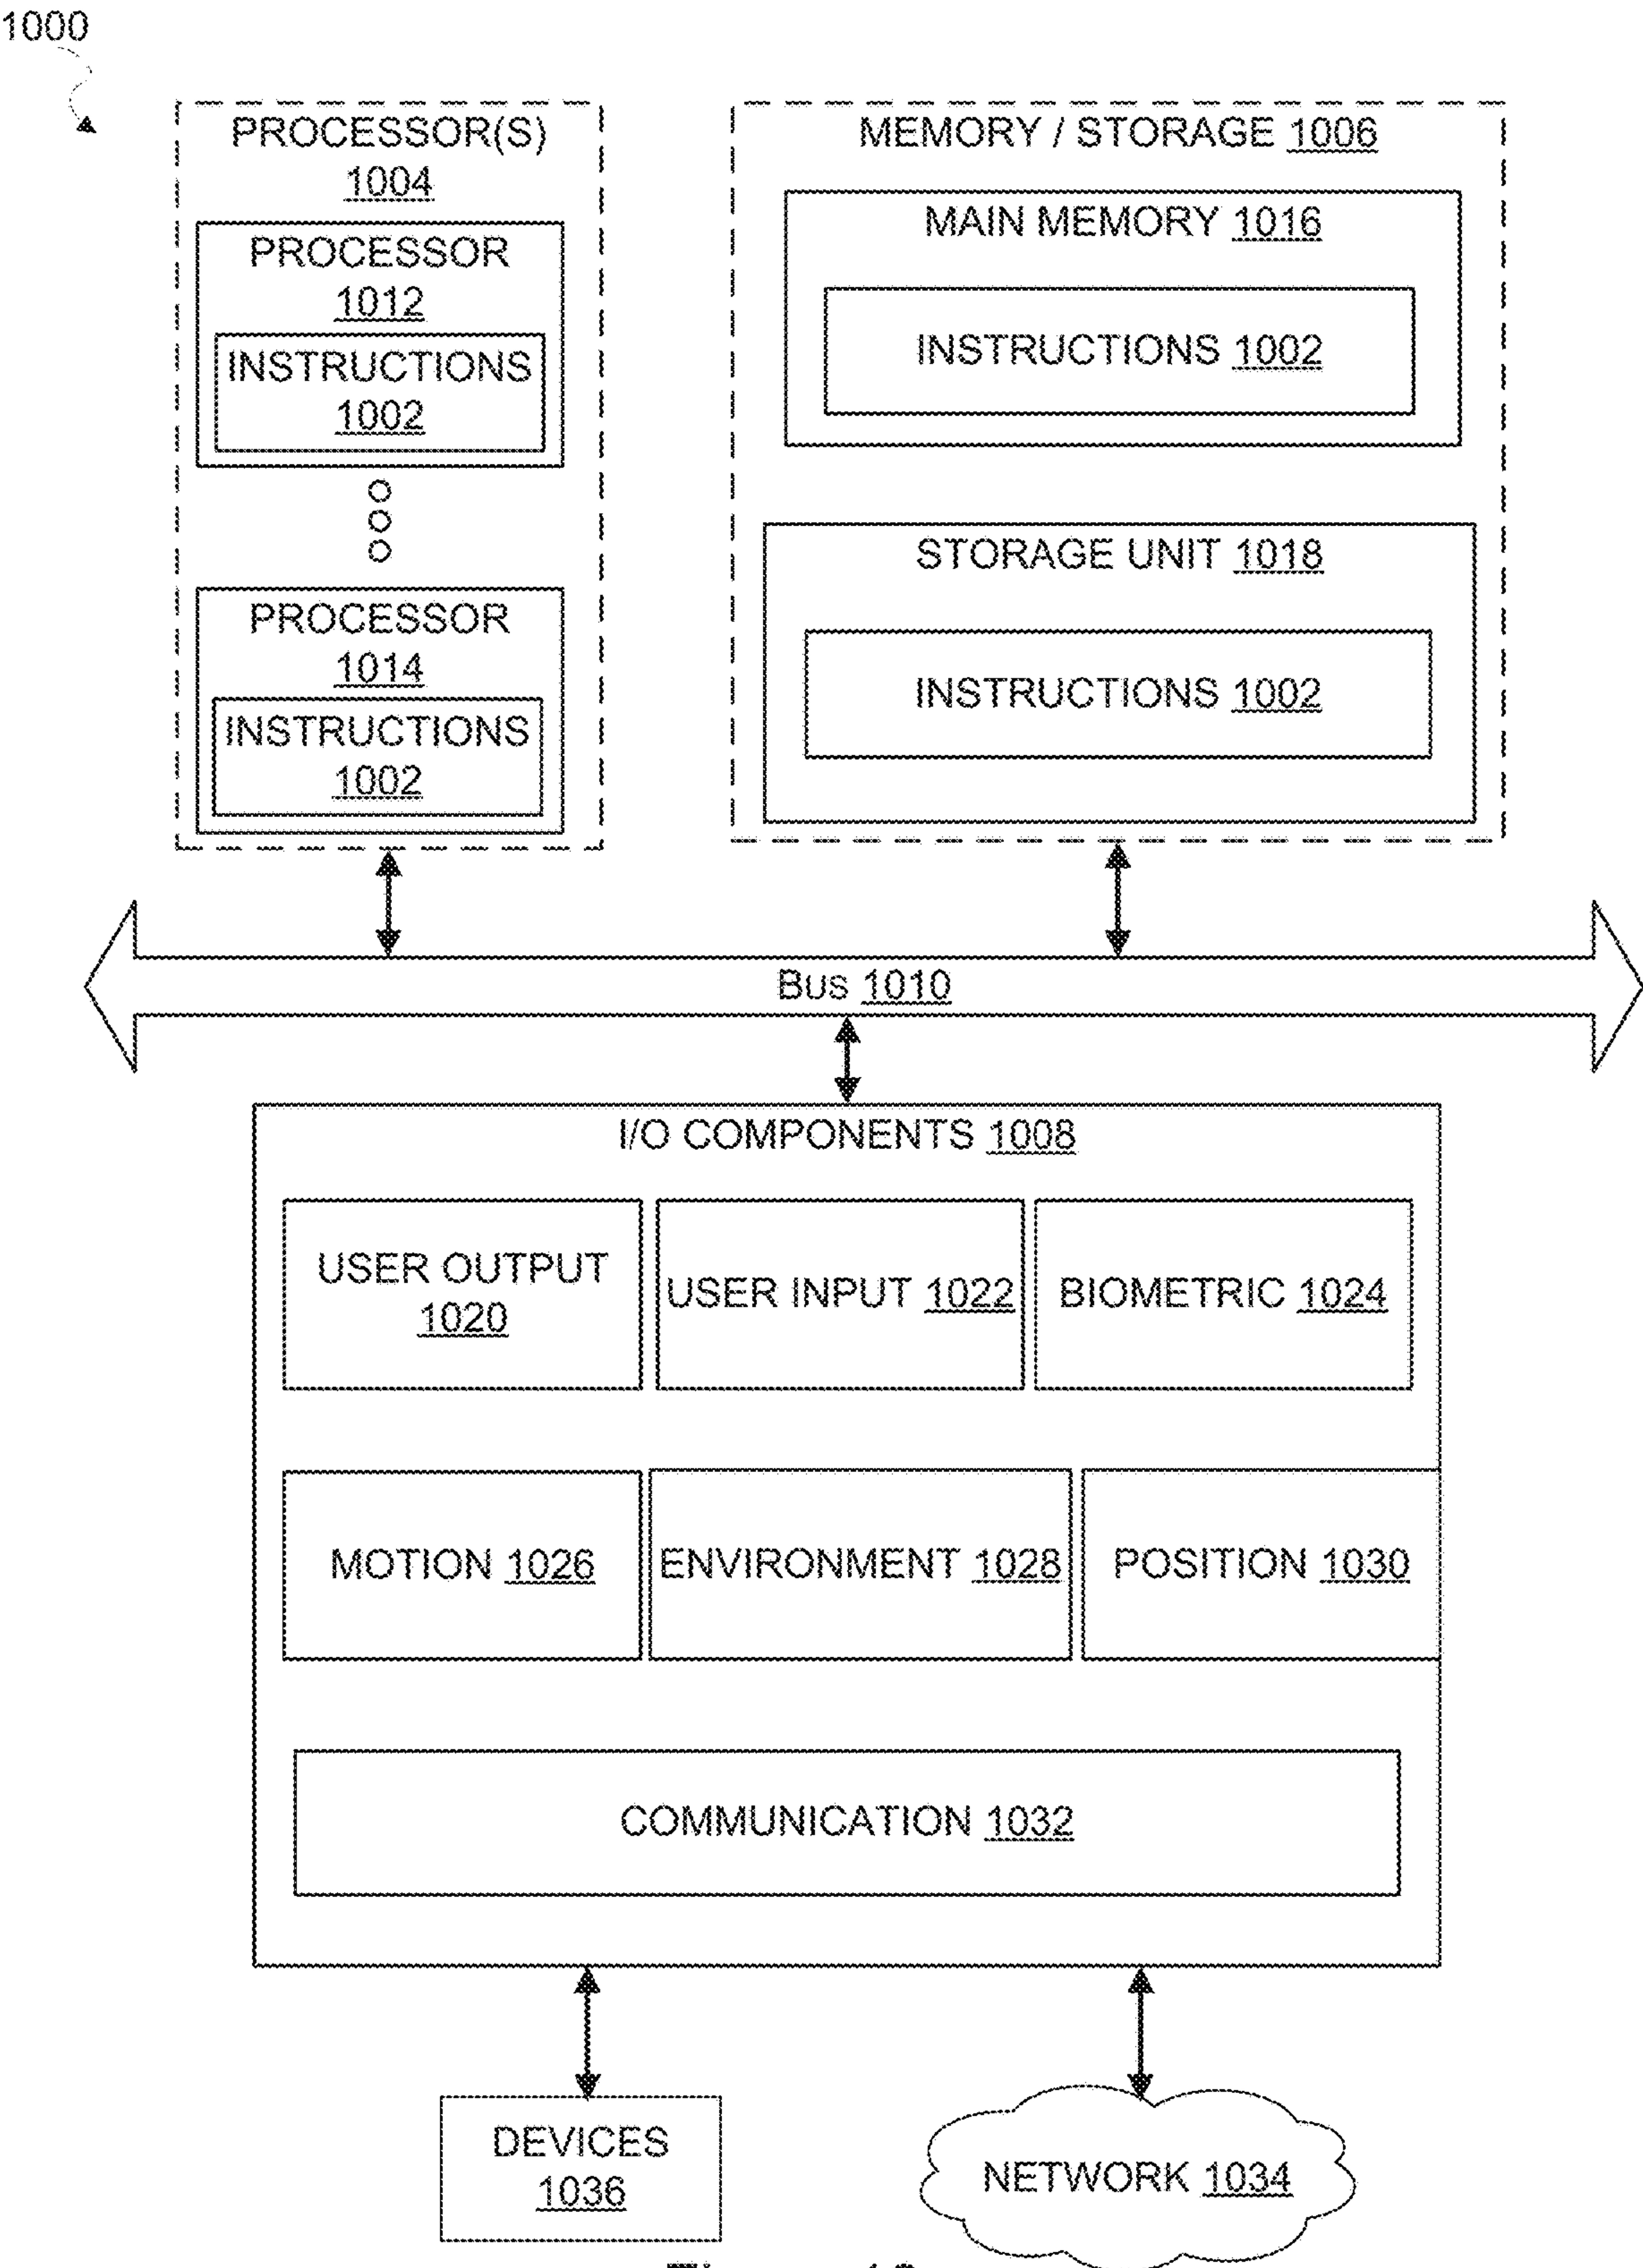 1000
PROCESSOR(S)
1004
PROCESSOR
1012
INSTRUCTIONS
1002
PROCESSOR
1014
INSTRUCTIONS
1002
MEMORY / STORAGE 1006
MAIN MEMORY 1016
INSTRUCTIONS 1002
STORAGE UNIT 1018
INSTRUCTIONS 1002
BUS 1010
I/O COMPONENTS 1008
USER OUTPUT
1020
USER INPUT 1022
BIOMETRIC 1024
MOTION 1026
ENVIRONMENT 1028
POSITION 1030
COMMUNICATION 1032
DEVICES
1036
NETWORK 1034